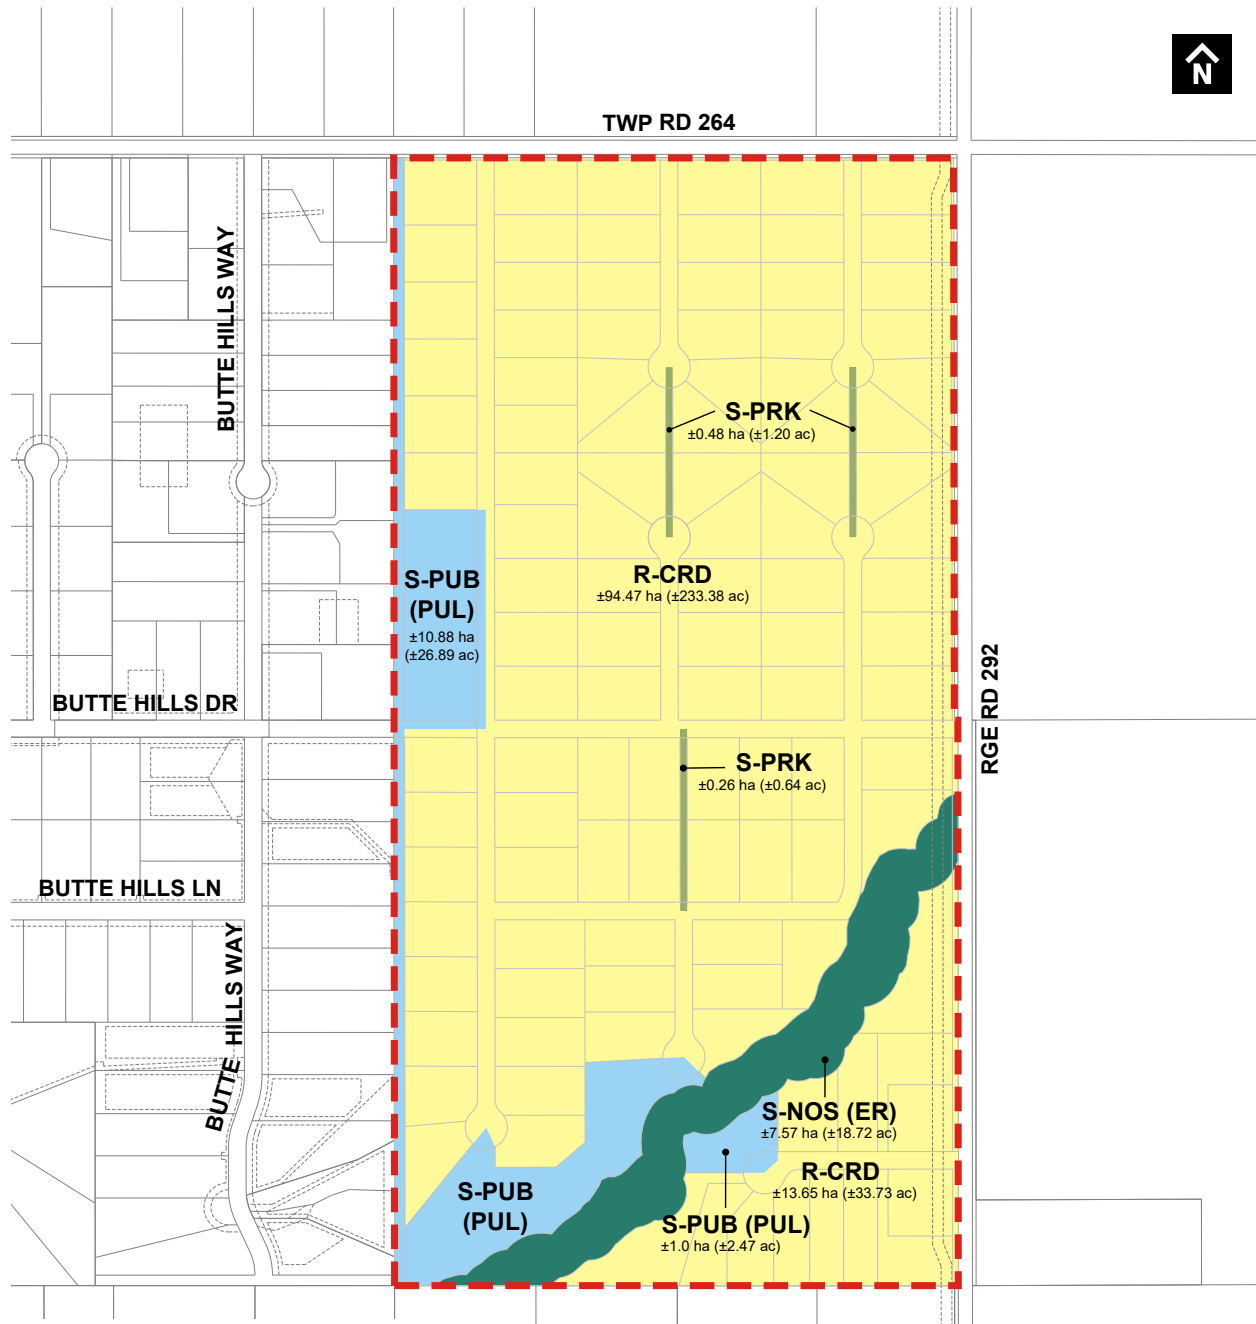 N
TWP RD 264
BUTTE HILLS WAY
S-PRK
±0.48 ha (±1.20 ac)
S-PUB
(PUL)
±10.88 ha
(±26.89 ac)
R-CRD
±94.47 ha (±233.38 ac)
RGE RD 292
BUTTE HILLS DR
S-PRK
±0.26 ha (±0.64 ac)
BUTTE HILLS LN
BUTTE HILLS WAY
S-NOS (ER)
±7.57 ha (±18.72 ac)
R-CRD
±13.65 ha (±33.73 ac)
S-PUB
(PUL)
S-PUB (PUL)
±1.0 ha (±2.47 ac)